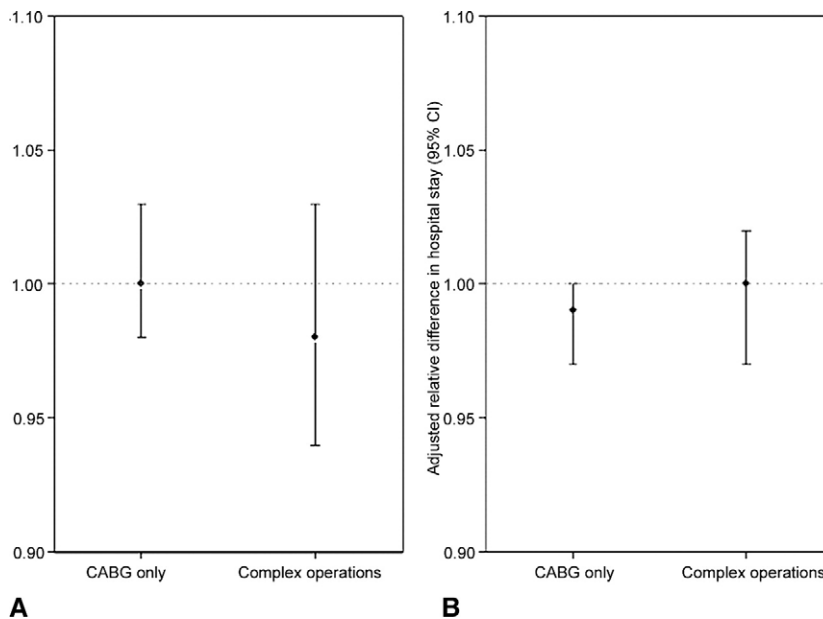 1.10
1.05
1.00
0.95
0.90
CABG only
Complex operations
A
Adjusted relative difference in hospital stay (95% CI)
1.10
1.05
1.00
0.95
0.90
CABG only
Complex operations
B